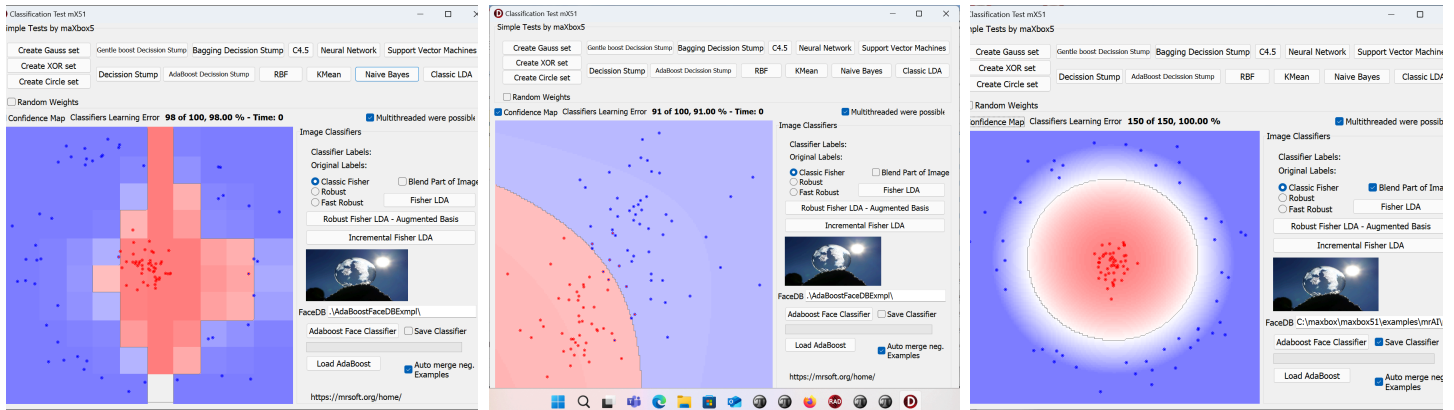 Classification Test mX51
Simple Tests by maXbox5
Create Gauss set
Gentle boost Decission Stump
Bagging Decission Stump
C4.5
Neural Network
Support Vector Machines
Create XOR set
Create Circle set
Decission Stump
AdaBoost Decission Stump
RBF
KMean
Naive Bayes
Classic LDA
Random Weights
Confidence Map
Classifiers Learning Error
98 of 100, 98.00 % - Time: 0
Multithreaded were possible
Image Classifiers
Classifier Labels:
Original Labels:
Classic Fisher
Robust
Fast Robust
Blend Part of Image
Fisher LDA
Robust Fisher LDA - Augmented Basis
Incremental Fisher LDA
FaceDB .\AdaBoostFaceDBExmpl\
Adaboost Face Classifier
Save Classifier
Load AdaBoost
Auto merge neg.
Examples
https://mrsoft.org/home/
D Classification Test mX51
Simple Tests by maXbox5
Create Gauss set
Gentle boost Decission Stump
Bagging Decission Stump
C4.5
Neural Network
Support Vector Machines
Create XOR set
Create Circle set
Decission Stump
AdaBoost Decission Stump
RBF
KMean
Naive Bayes
Classic LDA
Random Weights
Confidence Map
Classifiers Learning Error
91 of 100, 91.00 % - Time: 0
Multithreaded were possible
Image Classifiers
Classifier Labels:
Original Labels:
Classic Fisher
Robust
Fast Robust
Blend Part of Image
Fisher LDA
Robust Fisher LDA - Augmented Basis
Incremental Fisher LDA
FaceDB .\AdaBoostFaceDBExmpl\
Adaboost Face Classifier
Save Classifier
Load AdaBoost
Auto merge neg.
Examples
https://mrsoft.org/home/
RAD
D
Classification Test mX51
mple Tests by maXbox5
Create Gauss set
Gentle boost Decission Stump
Bagging Decission Stump
C4.5
Neural Network
Support Vector Machine
Create XOR set
Create Circle set
Decission Stump
AdaBoost Decission Stump
RBF
KMean
Naive Bayes
Classic LDA
Random Weights
Confidence Map
Classifiers Learning Error
150 of 150, 100.00 %
Multithreaded were possib
Image Classifiers
Classifier Labels:
Original Labels:
Classic Fisher
Robust
Fast Robust
Blend Part of Ima
Fisher LDA
Robust Fisher LDA - Augmented Basis
Incremental Fisher LDA
FaceDB C:\maxbox\maxbox51\examples\mrAI\
Adaboost Face Classifier
Save Classifier
Load AdaBoost
Auto merge neg
Examples